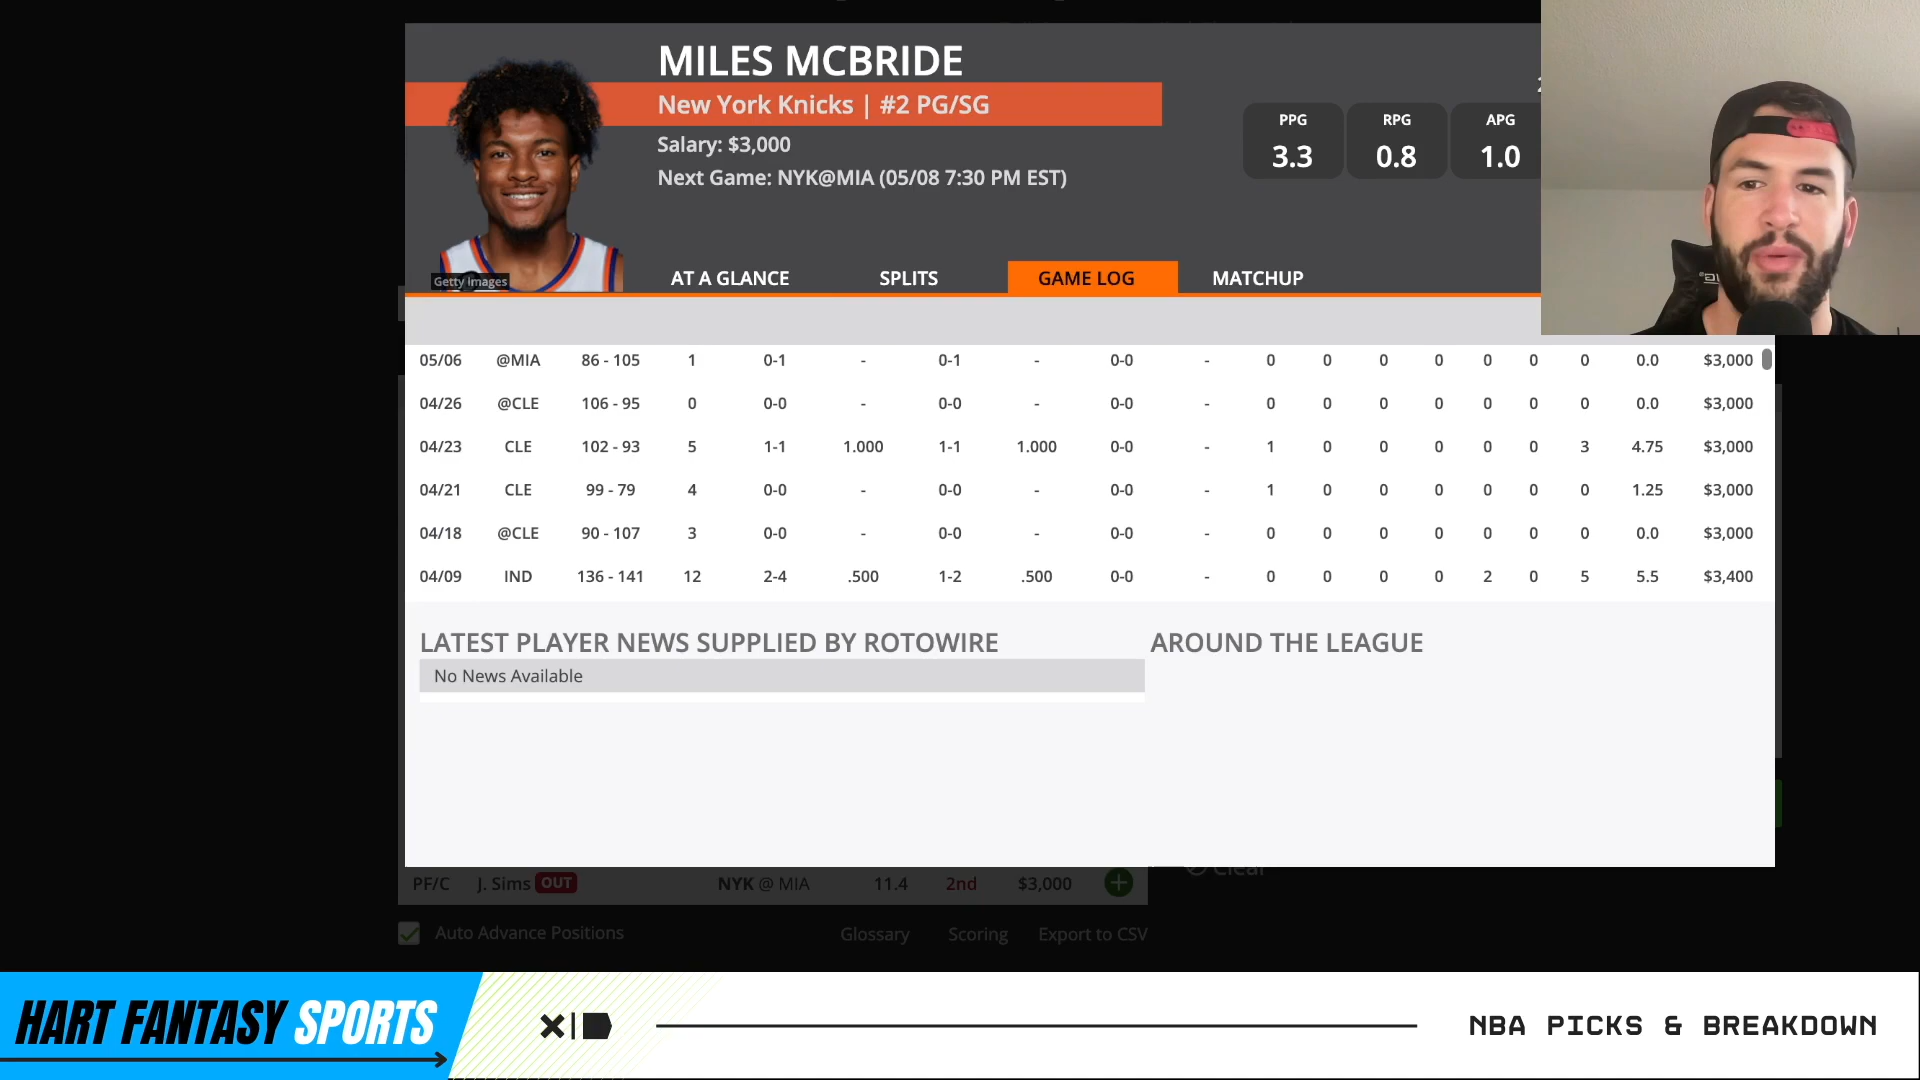 MILES MCBRIDE
New York Knicks | #2 PG/SG
Salary: $3,000
Next Game: NYK@MIA (05/08 7:30 PM EST)
PPG RPG APG
3.3 0.8 1.0
Getty Images
AT A GLANCE SPLITS GAME LOG MATCHUP
05/06 @MIA 86 - 105 1 0-1 - 0-1 - 0-0 - 0 0 0 0 0 0 0 0.0 $3,000
04/26 @CLE 106 - 95 0 0-0 - 0-0 - 0-0 - 0 0 0 0 0 0 0 0.0 $3,000
04/23 CLE 102 - 93 5 1-1 1.000 1-1 1.000 0-0 - 1 0 0 0 0 0 3 4.75 $3,000
04/21 CLE 99 - 79 4 0-0 - 0-0 - 0-0 - 1 0 0 0 0 0 0 1.25 $3,000
04/18 @CLE 90 - 107 3 0-0 - 0-0 - 0-0 - 0 0 0 0 0 0 0 0.0 $3,000
04/09 IND 136 - 141 12 2-4 .500 1-2 .500 0-0 - 0 0 0 0 2 0 5 5.5 $3,400
LATEST PLAYER NEWS SUPPLIED BY ROTOWIRE
AROUND THE LEAGUE
No News Available
Clear
PF/C J. Sims OUT NYK @ MIA 11.4 2nd $3,000
Auto Advance Positions Glossary Scoring Export to CSV
HART FANTASY SPORTS
NBA PICKS & BREAKDOWN